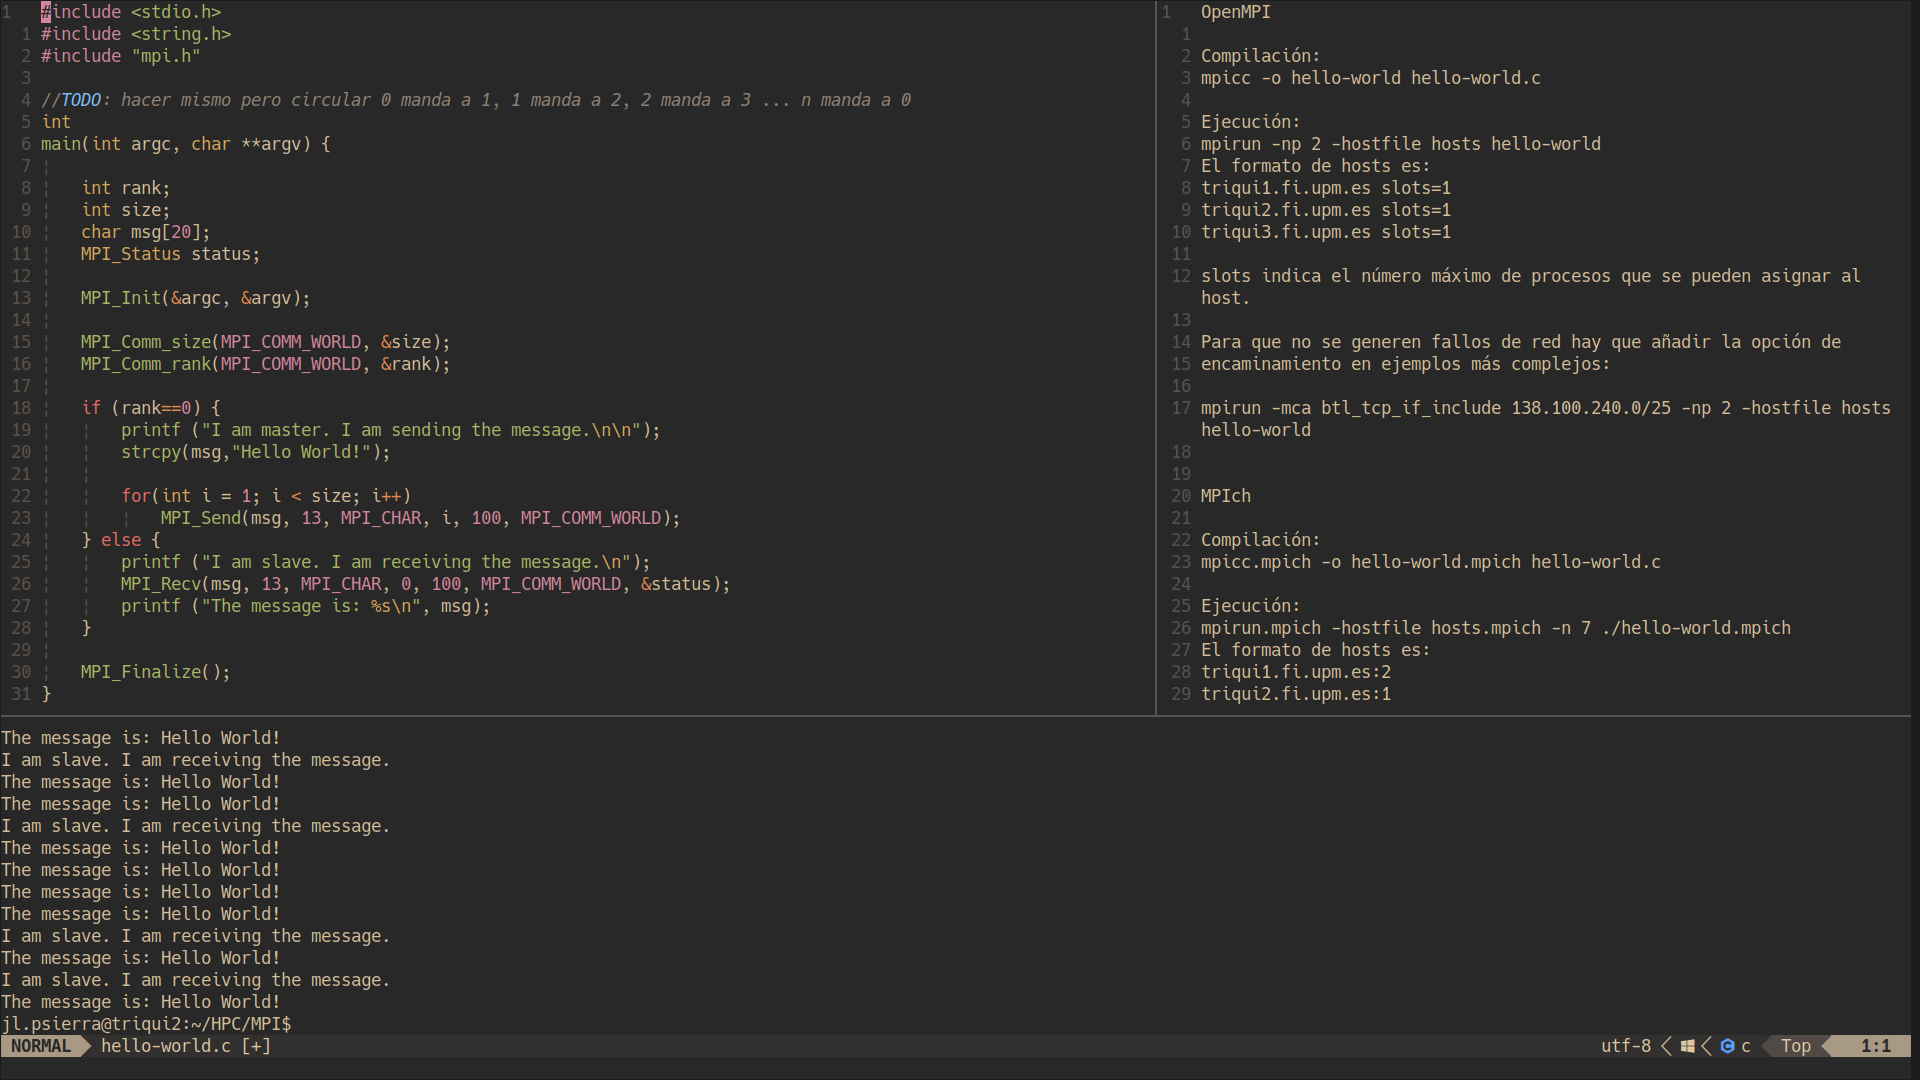 1 #include <stdio.h>
1 #include <string.h>
2 #include "mpi.h"
3
4 //TODO: hacer mismo pero circular 0 manda a 1, 1 manda a 2, 2 manda a 3 ... n manda a 0
5 int
6 main(int argc, char **argv) {
7
8 int rank;
9 int size;
10 char msg[20];
11 MPI_Status status;
12
13 MPI_Init(&argc, &argv);
14
15 MPI_Comm_size(MPI_COMM_WORLD, &size);
16 MPI_Comm_rank(MPI_COMM_WORLD, &rank);
17
18 if (rank==0) {
19 printf ("I am master. I am sending the message.\n\n");
20 strcpy(msg,"Hello World!");
21
22 for(int i = 1; i < size; i++)
23 MPI_Send(msg, 13, MPI_CHAR, i, 100, MPI_COMM_WORLD);
24 } else {
25 printf ("I am slave. I am receiving the message.\n");
26 MPI_Recv(msg, 13, MPI_CHAR, 0, 100, MPI_COMM_WORLD, &status);
27 printf ("The message is: %s\n", msg);
28 }
29
30 MPI_Finalize();
31 }
1 OpenMPI
1
2 Compilación:
3 mpicc -o hello-world hello-world.c
4
5 Ejecución:
6 mpirun -np 2 -hostfile hosts hello-world
7 El formato de hosts es:
8 triqui1.fi.upm.es slots=1
9 triqui2.fi.upm.es slots=1
10 triqui3.fi.upm.es slots=1
11
12 slots indica el número máximo de procesos que se pueden asignar al
host.
13
14 Para que no se generen fallos de red hay que añadir la opción de
15 encaminamiento en ejemplos más complejos:
16
17 mpirun -mca btl_tcp_if_include 138.100.240.0/25 -np 2 -hostfile hosts
hello-world
18
19
20 MPIch
21
22 Compilación:
23 mpicc.mpich -o hello-world.mpich hello-world.c
24
25 Ejecución:
26 mpirun.mpich -hostfile hosts.mpich -n 7 ./hello-world.mpich
27 El formato de hosts es:
28 triqui1.fi.upm.es:2
29 triqui2.fi.upm.es:1
The message is: Hello World!
I am slave. I am receiving the message.
The message is: Hello World!
The message is: Hello World!
I am slave. I am receiving the message.
The message is: Hello World!
The message is: Hello World!
The message is: Hello World!
The message is: Hello World!
I am slave. I am receiving the message.
The message is: Hello World!
I am slave. I am receiving the message.
The message is: Hello World!
jl.psierra@triqui2:~/HPC/MPI$
NORMAL hello-world.c [+] utf-8 c Top 1:1